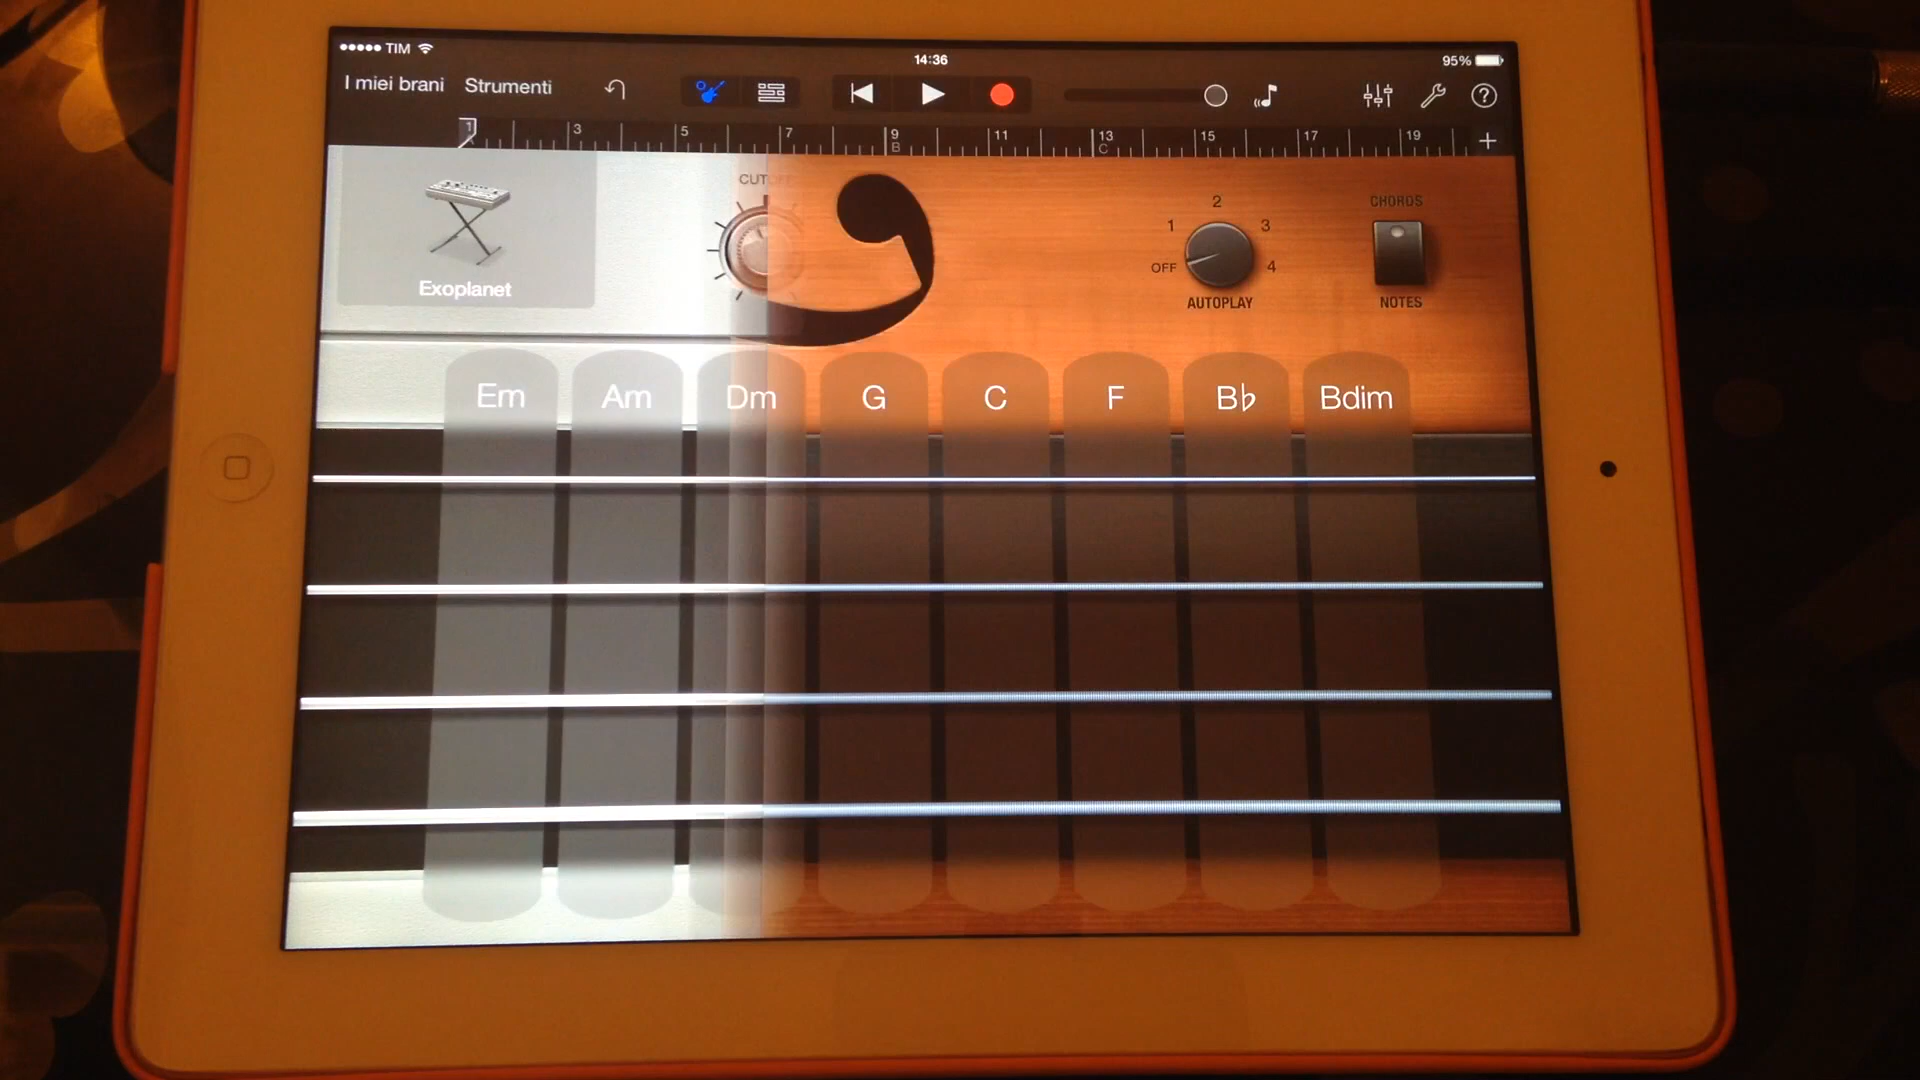 TIM
14:36
95%
I miei brani Strumenti
1 3 5 7 9 11 13 15 17 19
A B C
Exoplanet
CUTOFF
OFF 1 2 3 4
AUTOPLAY
CHORDS
NOTES
Em Am Dm G C F B♭ Bdim